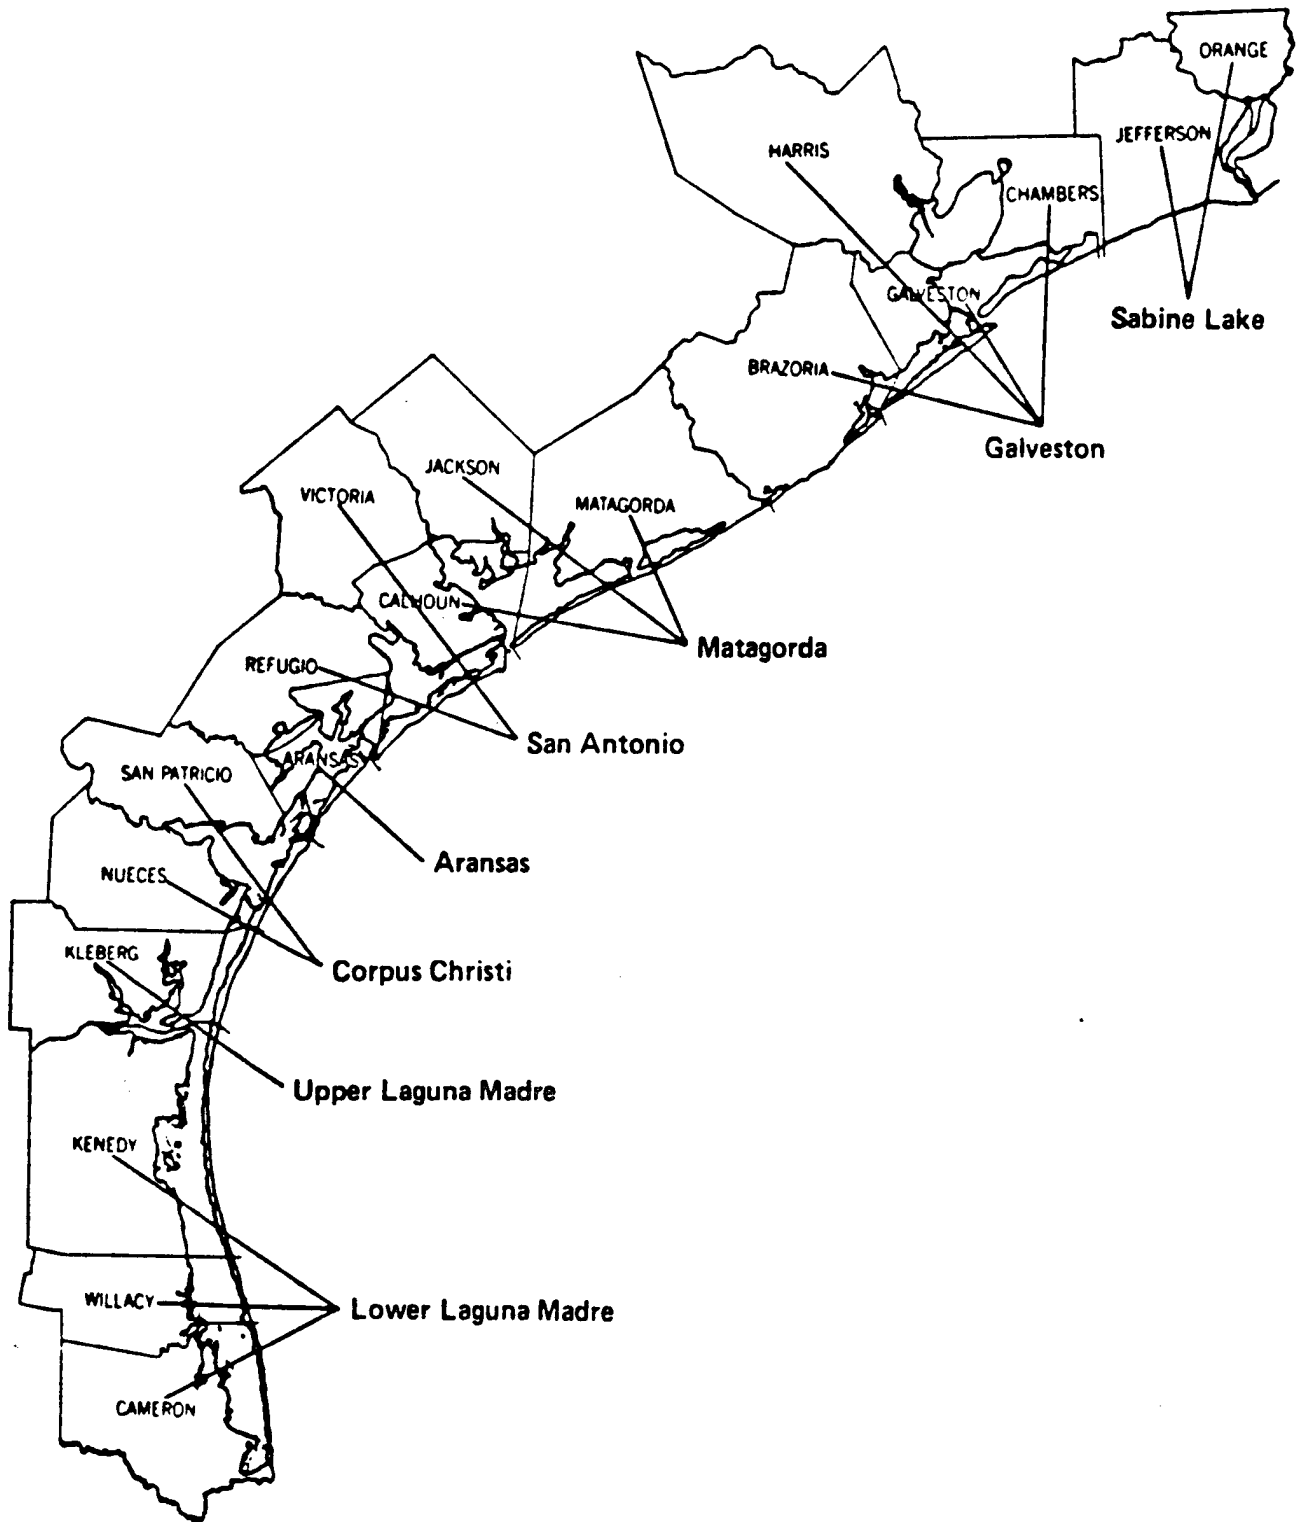 ORANGE
JEFFERSON
HARRIS
CHAMBERS
GALVESTON
Sabine Lake
BRAZORIA
Galveston
JACKSON
VICTORIA
MATAGORDA
CALHOUN
Matagorda
REFUGIO
San Antonio
ARANSAS
SAN PATRICIO
Aransas
NUECES
KLEBERG
Corpus Christi
Upper Laguna Madre
KENEDY
WILLACY
Lower Laguna Madre
CAMERON